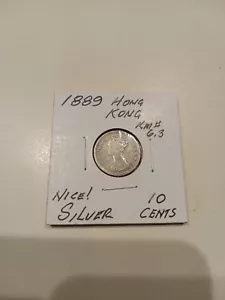 1889 HONG
KONG
KM#
6.3
NICE! 10
SILVER CENTS